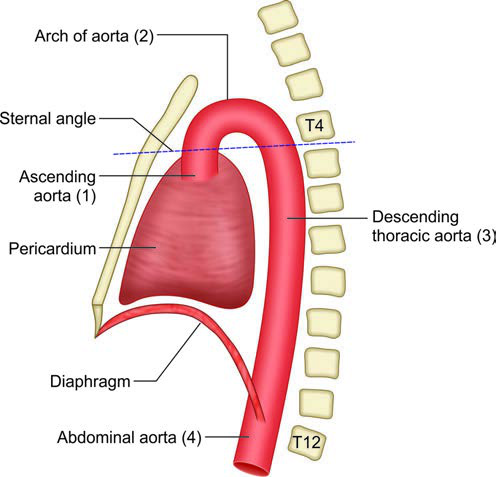 Arch of aorta (2)
Sternal angle
T4
Ascending
aorta (1)
Descending
thoracic aorta (3)
Pericardium
Diaphragm
Abdominal aorta (4)
T12